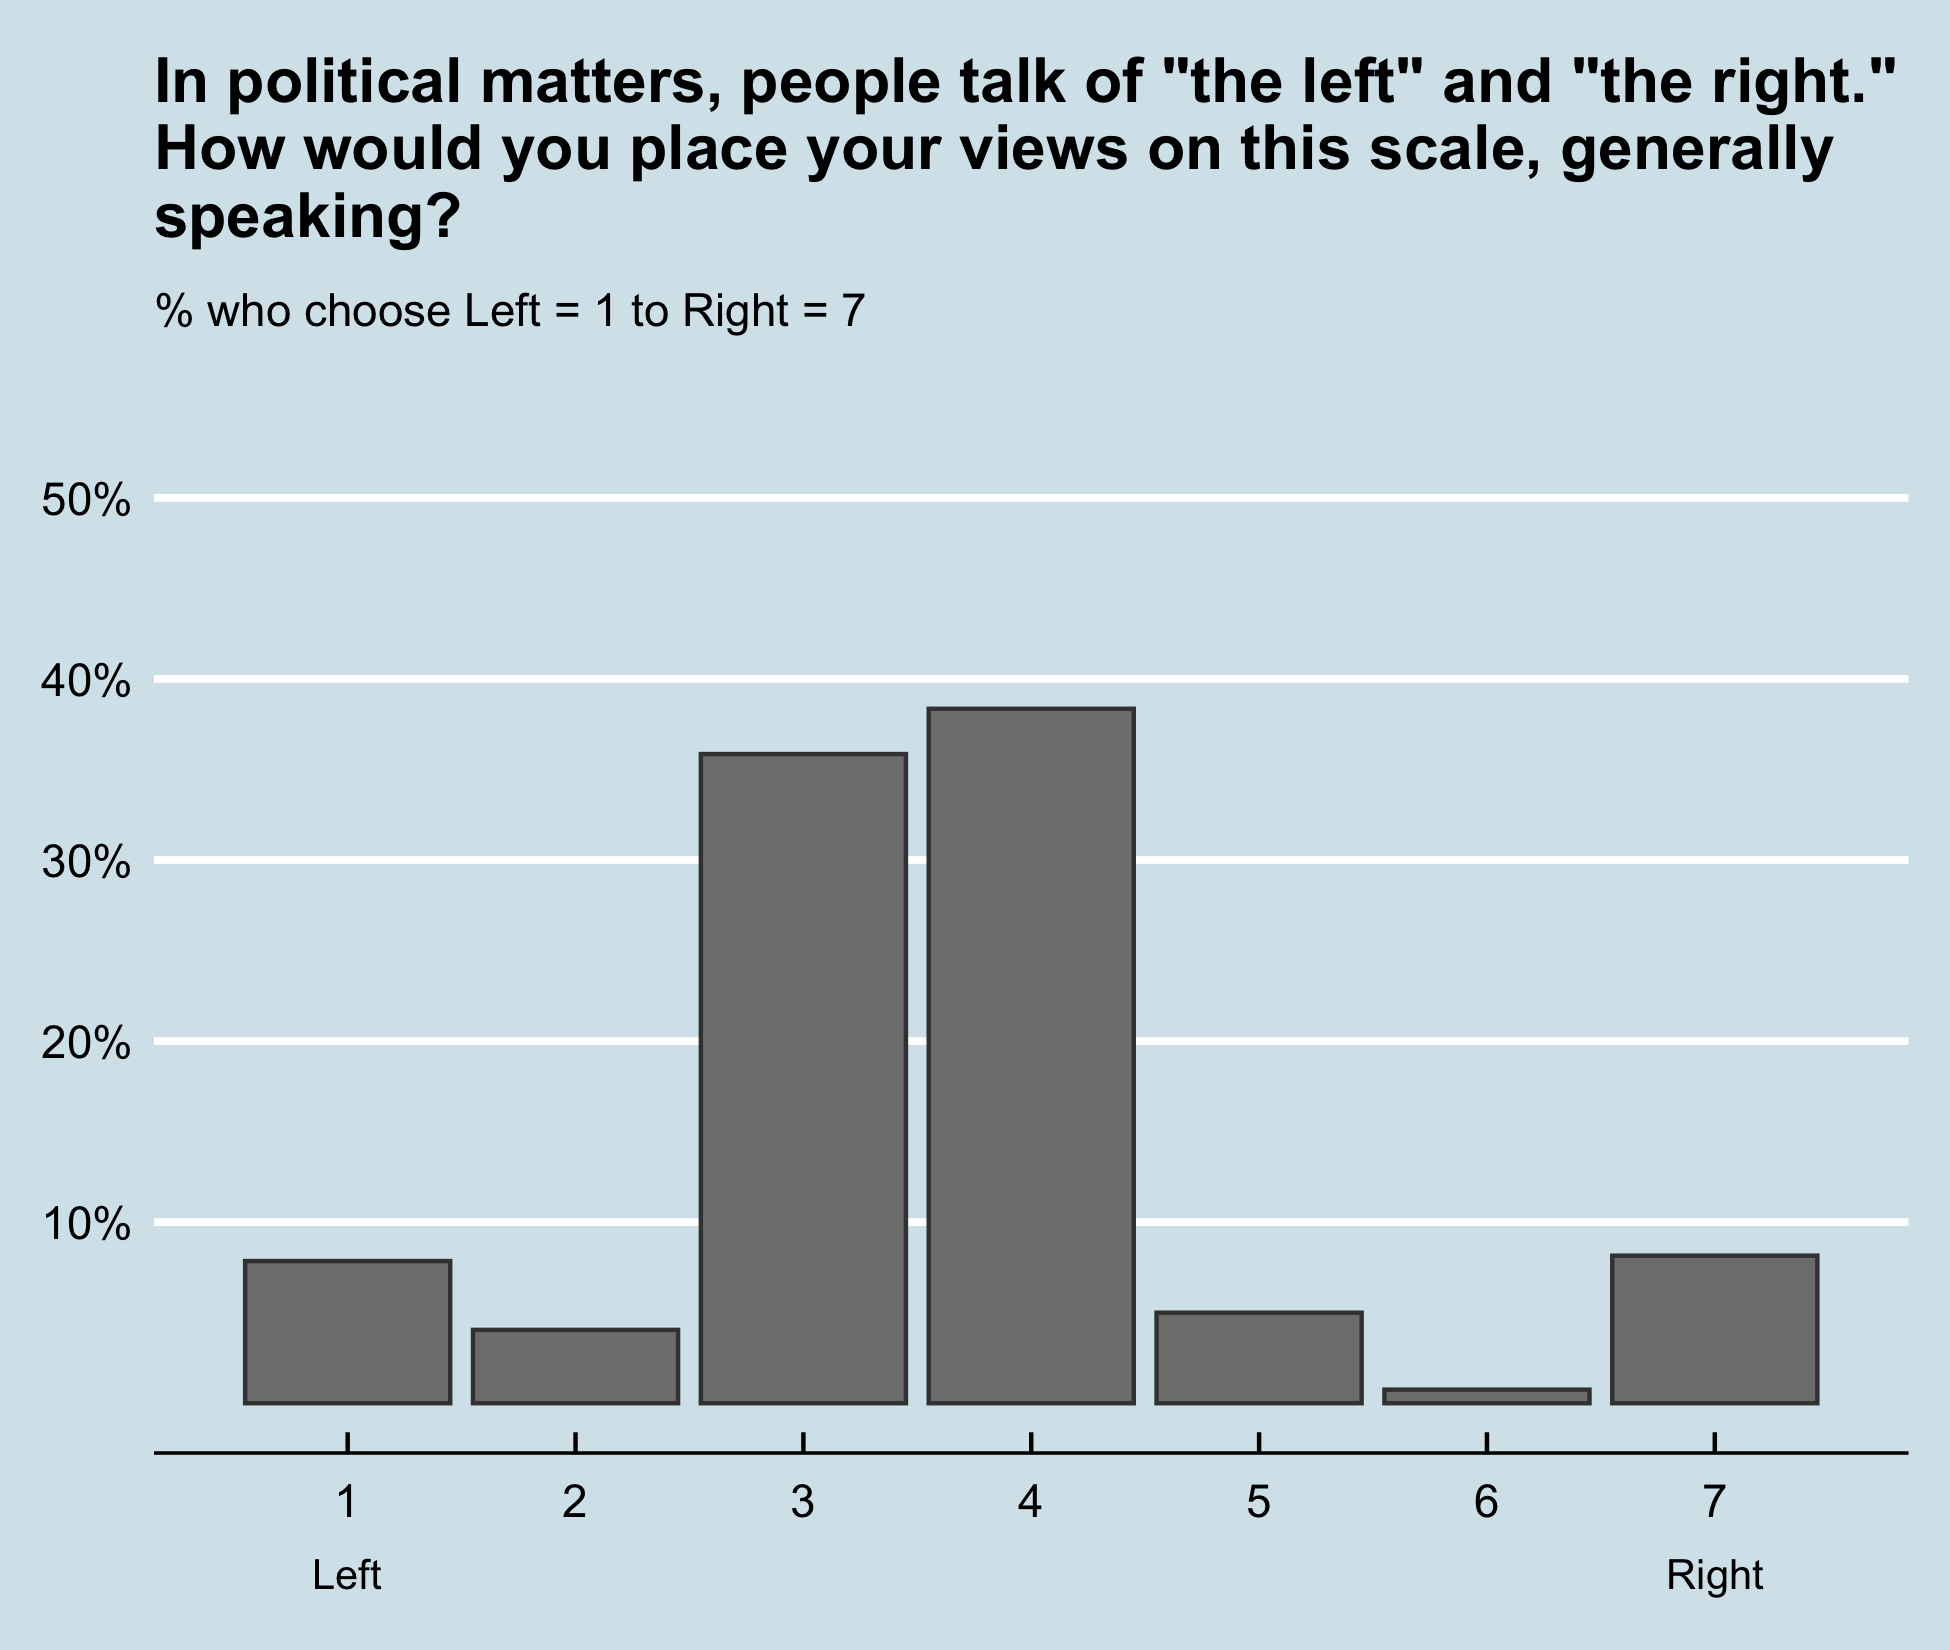 In political matters, people talk of "the left" and "the right."
How would you place your views on this scale, generally
speaking?
% who choose Left = 1 to Right = 7
50%
40%
30%
20%
10%
1 2 3 4 5 6 7
Left Right